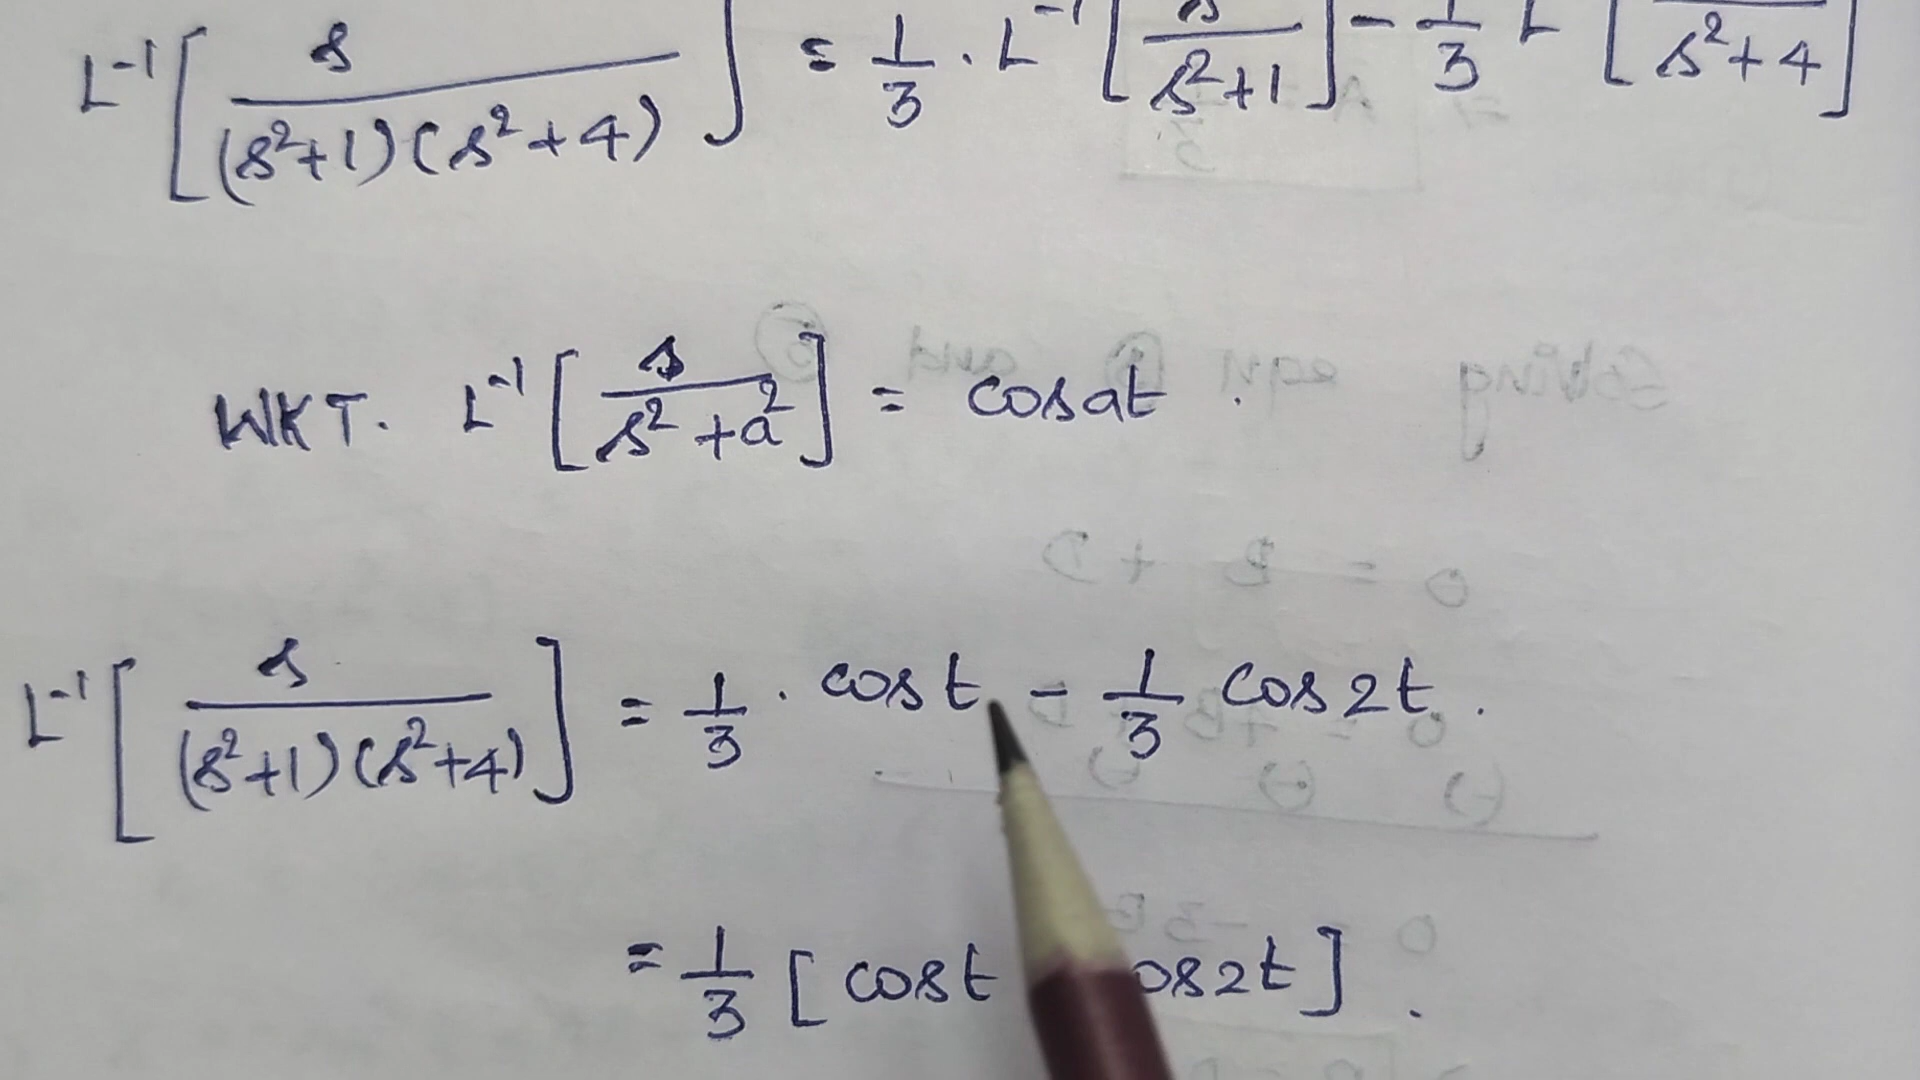 L⁻¹[s/((s²+1)(s²+4))] = 1/3 . L⁻¹[s/(s²+1)] - 1/3 L [ /(s²+4)]
WKT. L⁻¹[s/(s²+a²)] = cosat .
L⁻¹[s/((s²+1)(s²+4))] = 1/3 . cost - 1/3 cos2t .
= 1/3 [cost os2t] .